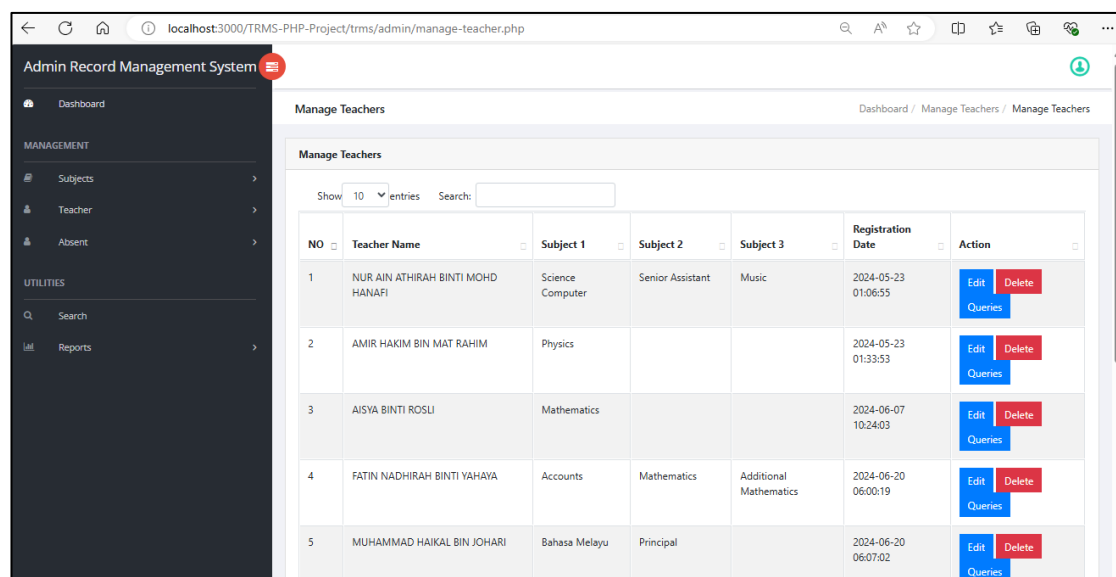 localhost:3000/TRMS-PHP-Project/trms/admin/manage-teacher.php
Admin Record Management System
Dashboard
MANAGEMENT
Subjects
Teacher
Absent
UTILITIES
Search
Reports
Manage Teachers
Dashboard / Manage Teachers / Manage Teachers
Manage Teachers
Show 10 entries Search:
NO Teacher Name Subject 1 Subject 2 Subject 3 Registration Date Action
1 NUR AIN ATHIRAH BINTI MOHD HANAFI Science Computer Senior Assistant Music 2024-05-23 01:06:55 Edit Delete Queries
2 AMIR HAKIM BIN MAT RAHIM Physics 2024-05-23 01:33:53 Edit Delete Queries
3 AISYA BINTI ROSLI Mathematics 2024-06-07 10:24:03 Edit Delete Queries
4 FATIN NADHIRAH BINTI YAHAYA Accounts Mathematics Additional Mathematics 2024-06-20 06:00:19 Edit Delete Queries
5 MUHAMMAD HAIKAL BIN JOHARI Bahasa Melayu Principal 2024-06-20 06:07:02 Edit Delete Queries